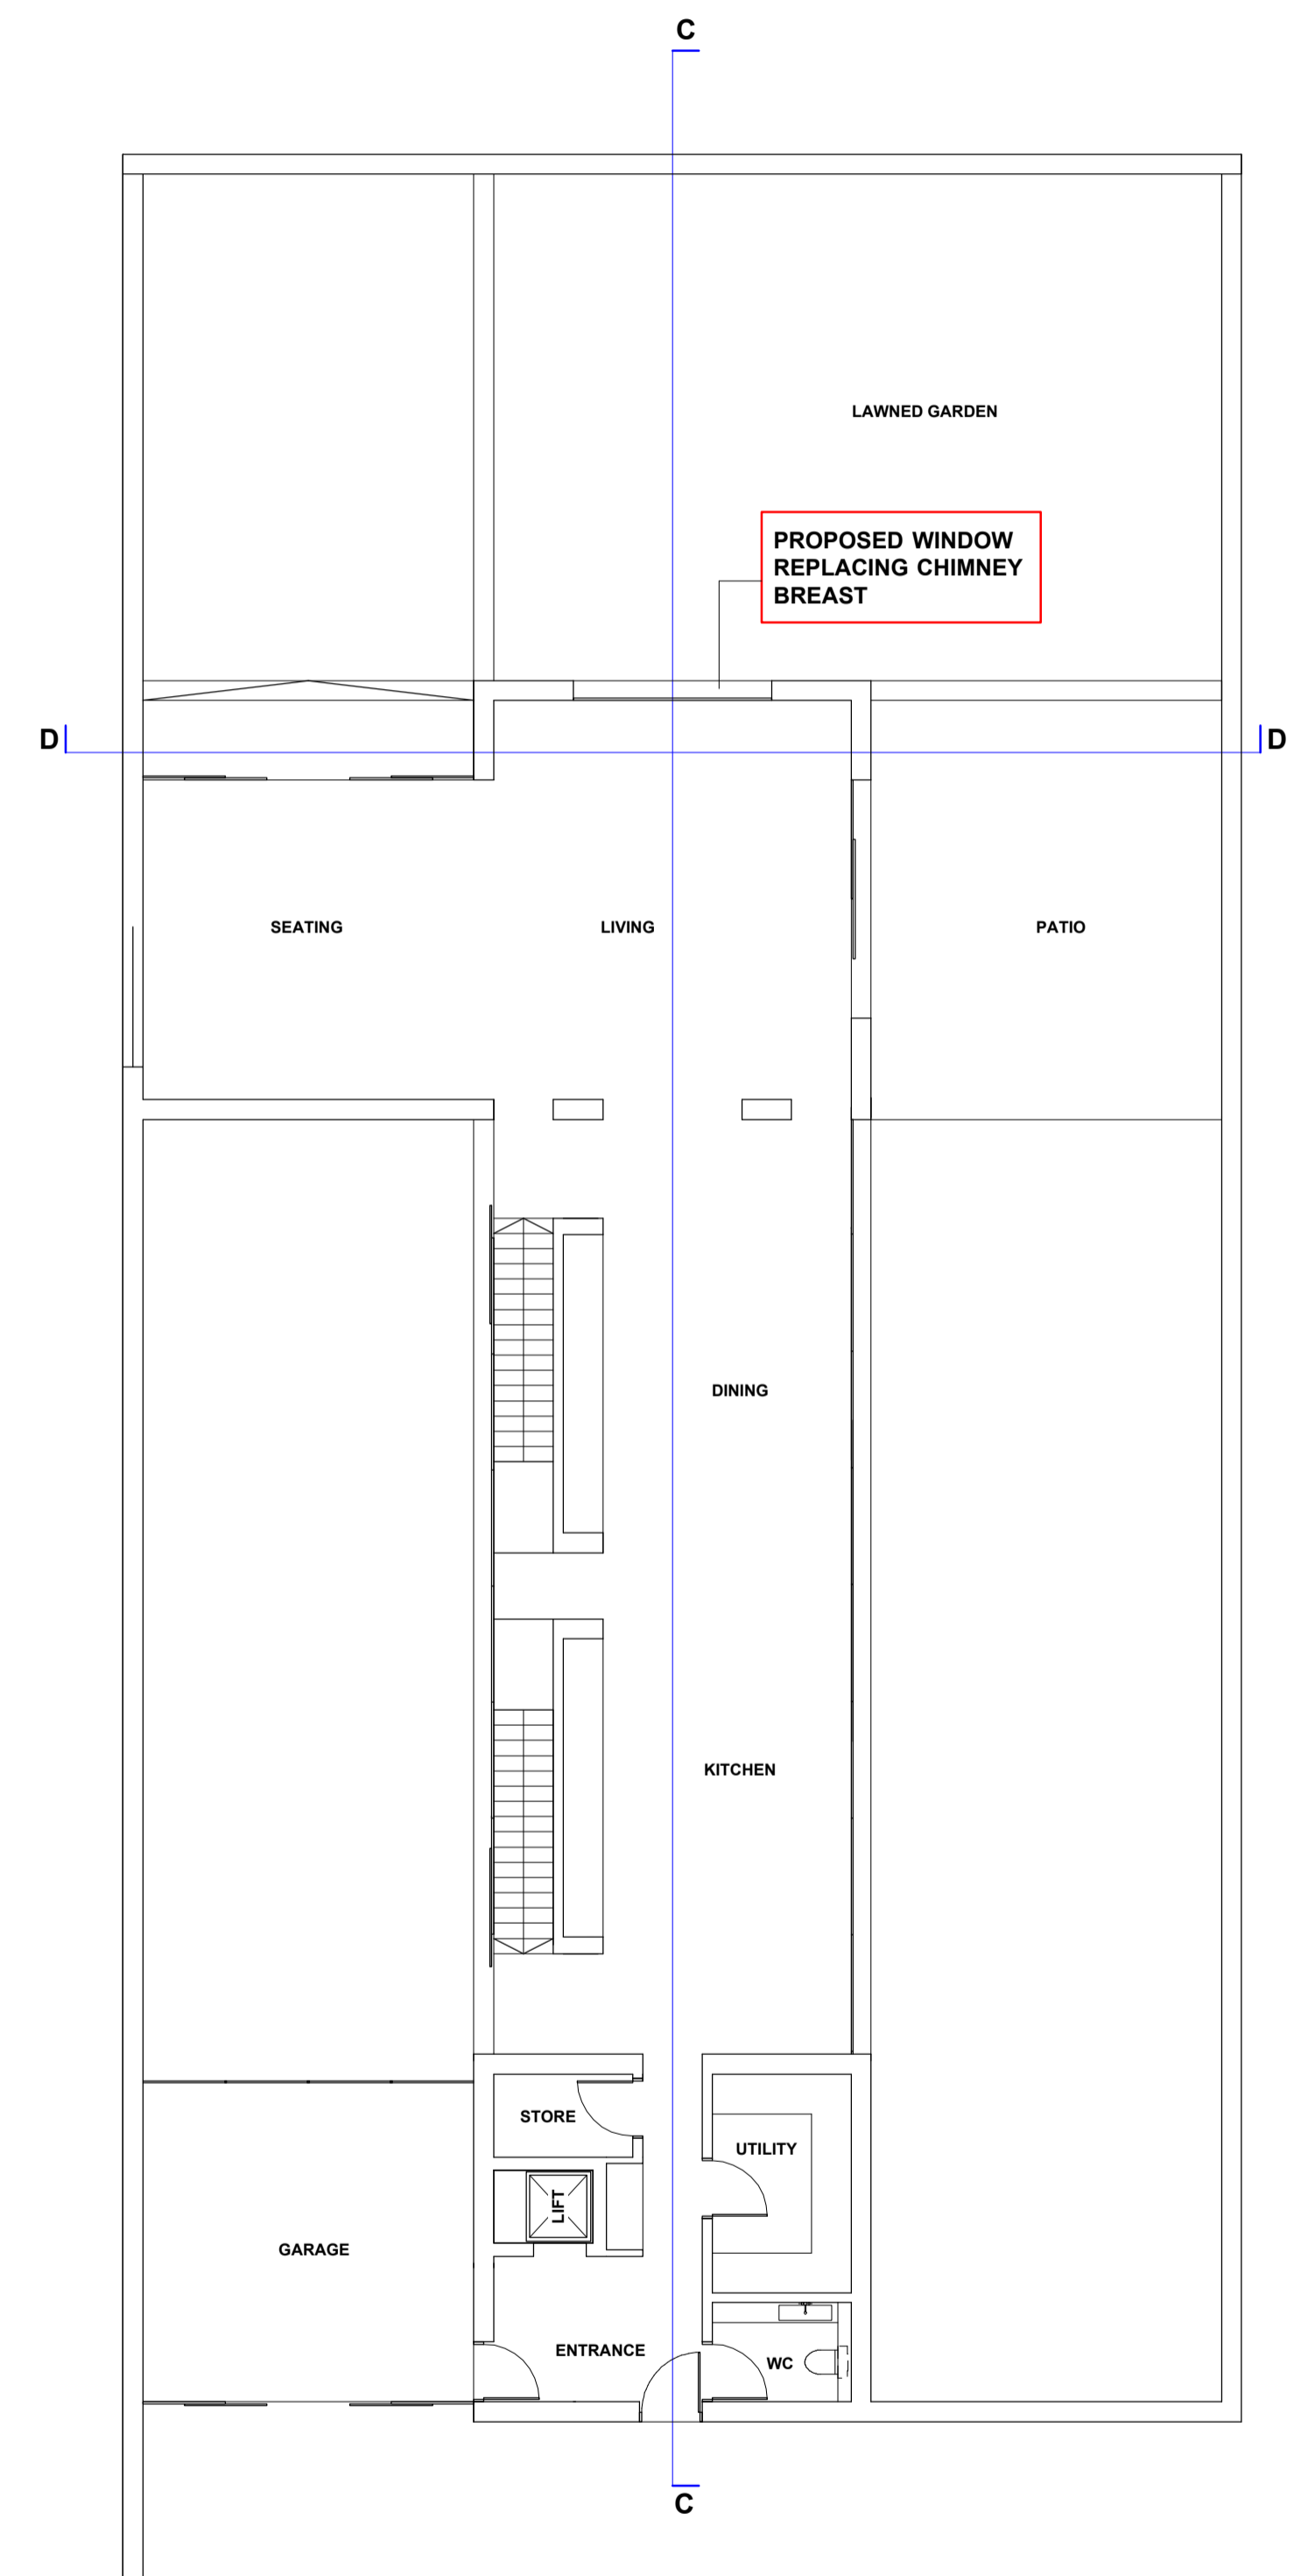 C
LAWNED GARDEN
PROPOSED WINDOW
REPLACING CHIMNEY
BREAST
D
D
SEATING
LIVING
PATIO
DINING
KITCHEN
STORE
UTILITY
LIFT
GARAGE
ENTRANCE
WC
C